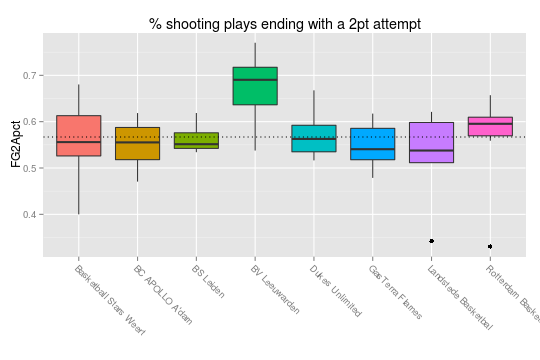 % shooting plays ending with a 2pt attempt
FG2Apct
0.7
0.6
0.5
0.4
Basketball Stars Weert
BC APOLLO A'dam
BS Leiden
BV Leeuwarden
Dukes Unlimited
GasTerra Flames
Landstede Basketbal
Rotterdam Baske